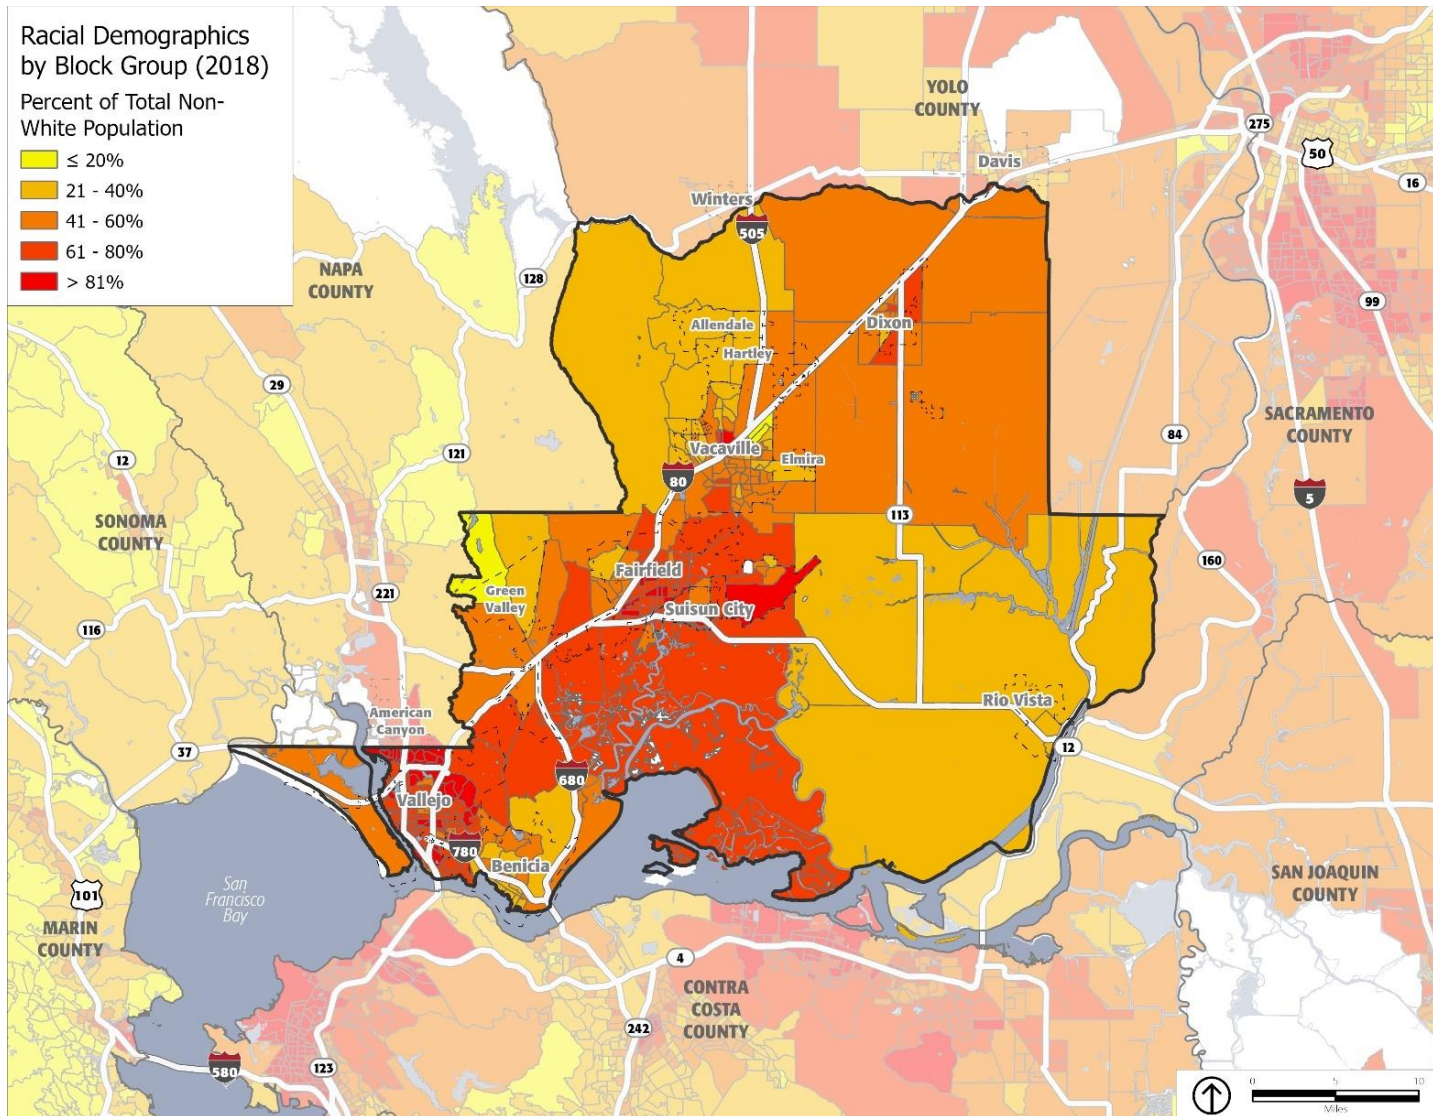 Racial Demographics
by Block Group (2018)
Percent of Total Non-
White Population
≤ 20%
21 - 40%
41 - 60%
61 - 80%
> 81%
YOLO
COUNTY
275
50
Davis
16
Winters
505
NAPA
COUNTY
128
99
Allendale
Dixon
Hartley
29
SACRAMENTO
COUNTY
84
12
121
Vacaville
Elmira
80
5
SONOMA
COUNTY
113
160
Fairfield
221
Green
Valley
Suisun City
116
Rio Vista
American
Canyon
37
12
680
Vallejo
780
Benicia
San
Francisco
Bay
101
SAN JOAQUIN
COUNTY
MARIN
COUNTY
4
CONTRA
COSTA
COUNTY
242
580
123
0 5 10
Miles